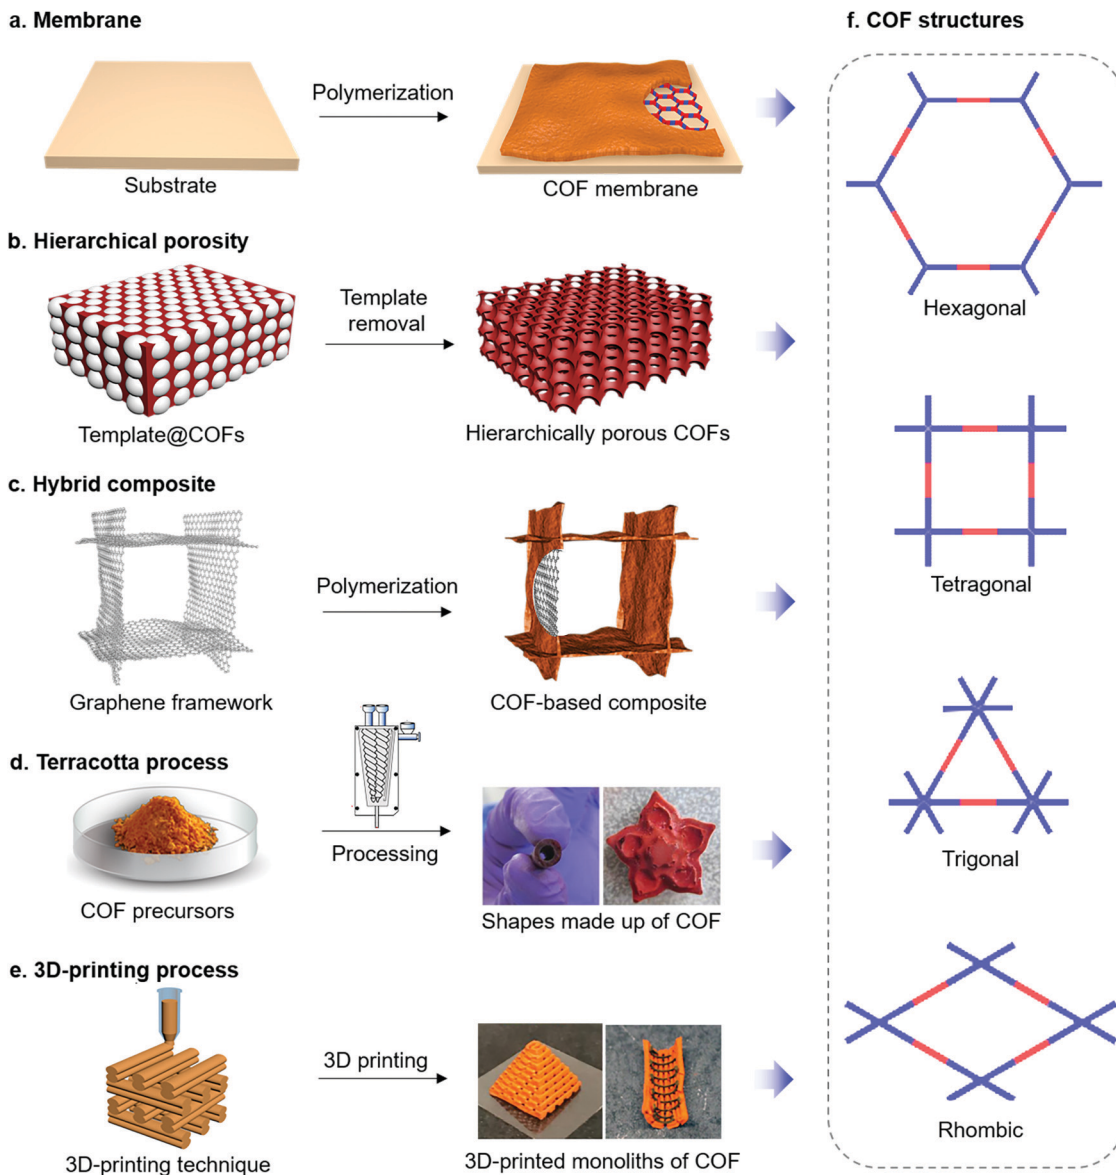 a. Membrane
Polymerization
Substrate
COF membrane
b. Hierarchical porosity
Template
removal
Template@COFs
Hierarchically porous COFs
c. Hybrid composite
Polymerization
Graphene framework
COF-based composite
d. Terracotta process
Processing
COF precursors
Shapes made up of COF
e. 3D-printing process
3D printing
3D-printing technique
3D-printed monoliths of COF
f. COF structures
Hexagonal
Tetragonal
Trigonal
Rhombic